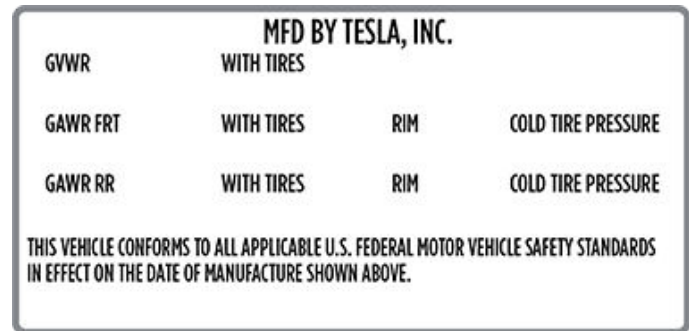 MFD BY TESLA, INC.
GVWR WITH TIRES
GAWR FRT WITH TIRES RIM COLD TIRE PRESSURE
GAWR RR WITH TIRES RIM COLD TIRE PRESSURE
THIS VEHICLE CONFORMS TO ALL APPLICABLE U.S. FEDERAL MOTOR VEHICLE SAFETY STANDARDS
IN EFFECT ON THE DATE OF MANUFACTURE SHOWN ABOVE.